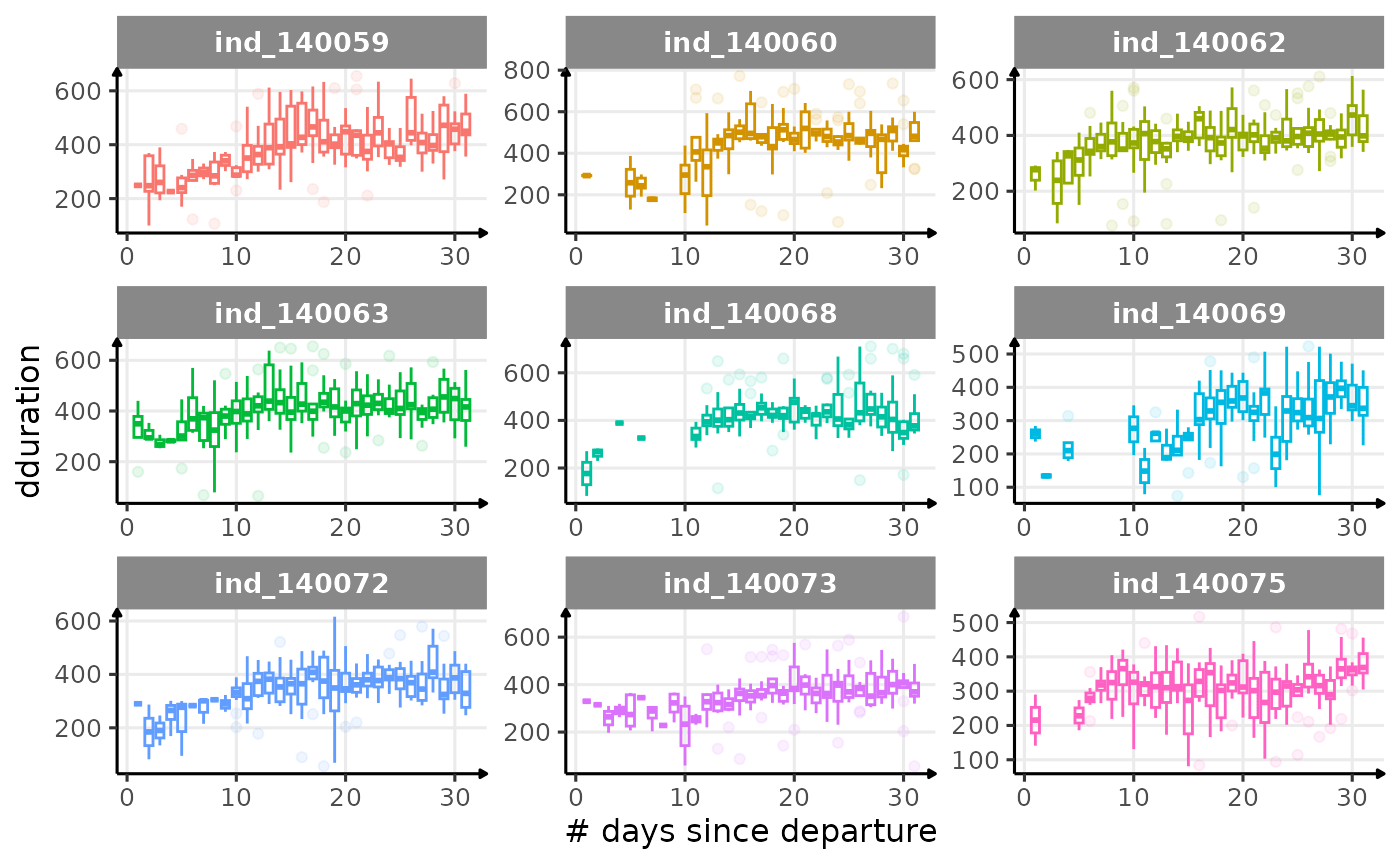 ind_140059 ind_140060 ind_140062
600 400 200 0 10 20 30
800 600 400 200 0 10 20 30
600 400 200 0 10 20 30
ind_140063 ind_140068 ind_140069
600 400 200 0 10 20 30
600 400 200 0 10 20 30
500 400 300 200 100 0 10 20 30
dduration
ind_140072 ind_140073 ind_140075
600 400 200 0 10 20 30
600 400 200 0 10 20 30
500 400 300 200 100 0 10 20 30
# days since departure